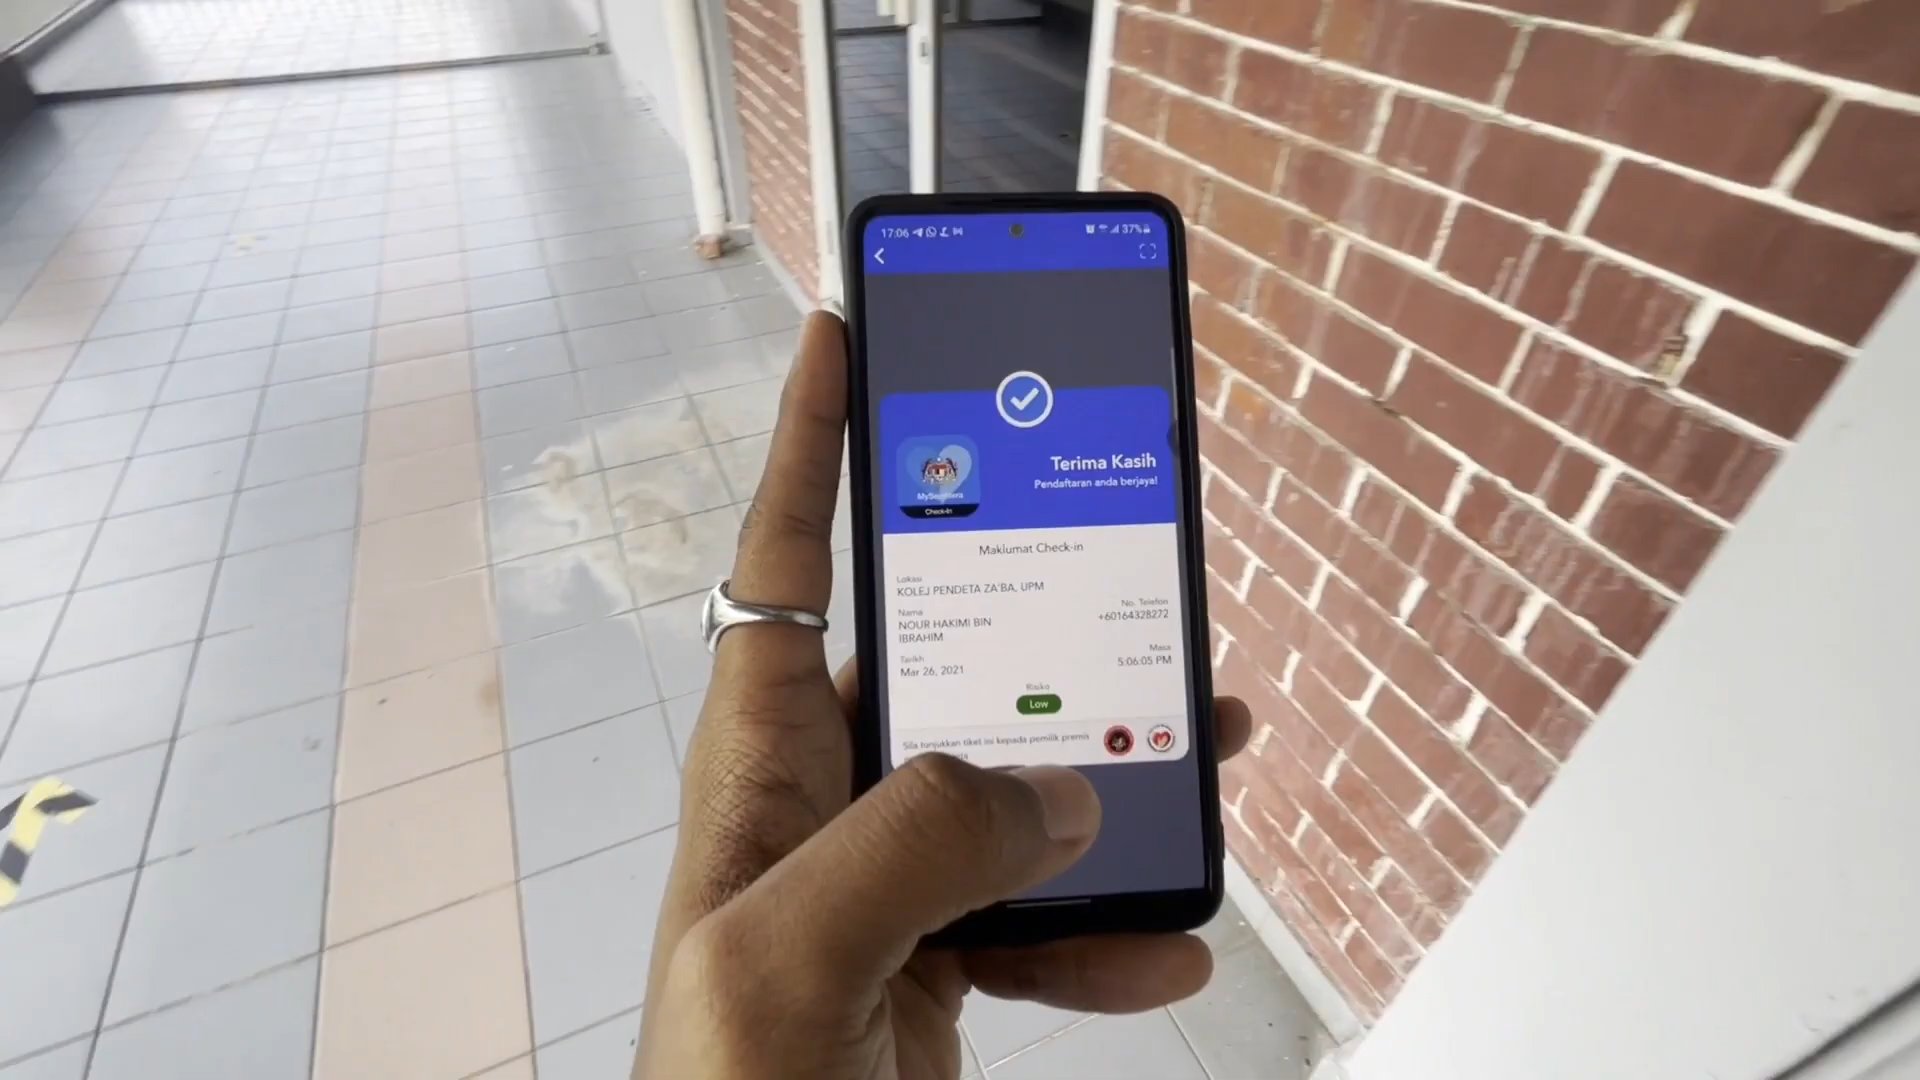 17:06
37%
Terima Kasih
Pendaftaran anda berjaya!
MySejahtera
Check-in
Maklumat Check-in
Lokasi
KOLEJ PENDETA ZA'BA, UPM
Nama
No. Telefon
NOUR HAKIMI BIN
IBRAHIM
+60164328272
Tarikh
Masa
Mar 26, 2021
5:06:05 PM
Risiko
Low
Sila tunjukkan tiket ini kepada pemilik premis